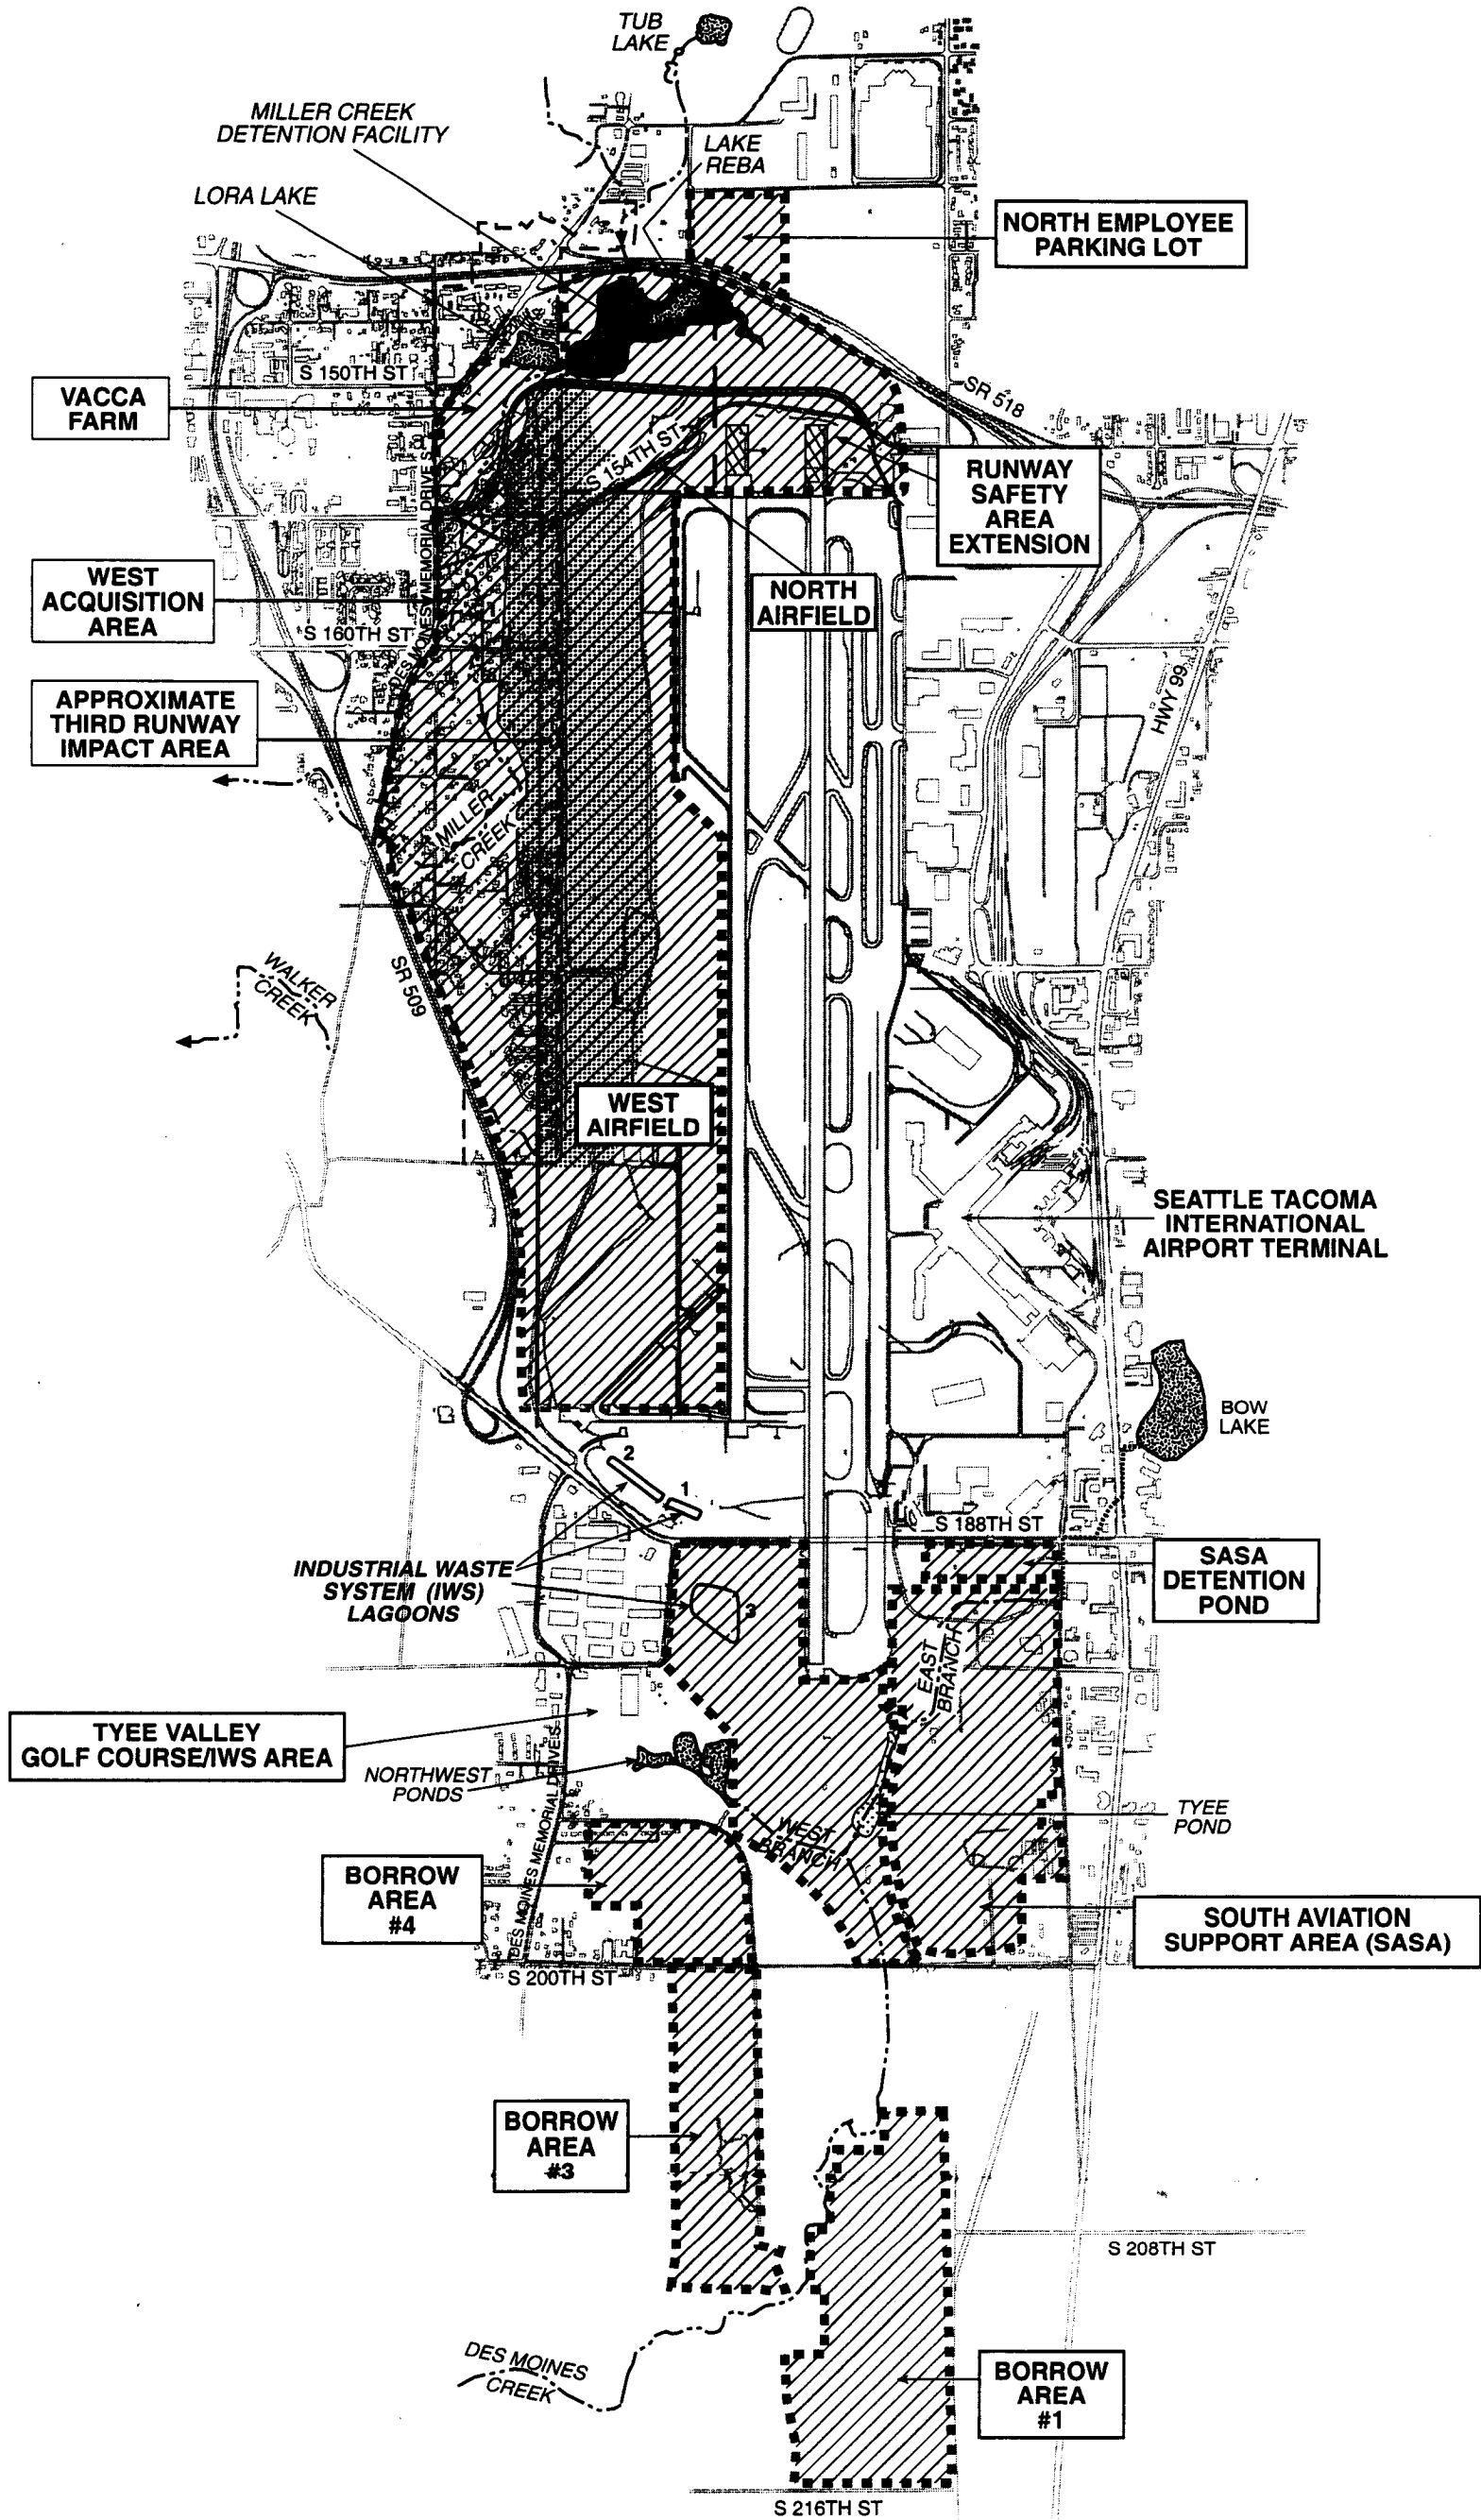 TUB
LAKE
MILLER CREEK
DETENTION FACILITY
LAKE
REBA
LORA LAKE
NORTH EMPLOYEE
PARKING LOT
S 150TH ST
SR 518
VACCA
FARM
S 154TH ST
RUNWAY
SAFETY
AREA
EXTENSION
DES MOINES MEMORIAL DRIVE S
WEST
ACQUISITION
AREA
NORTH
AIRFIELD
S 160TH ST
HWY 99
APPROXIMATE
THIRD RUNWAY
IMPACT AREA
MILLER
CREEK
WALKER
CREEK
SR 509
WEST
AIRFIELD
SEATTLE TACOMA
INTERNATIONAL
AIRPORT TERMINAL
BOW
LAKE
2
1
S 188TH ST
INDUSTRIAL WASTE
SYSTEM (IWS)
LAGOONS
SASA
DETENTION
POND
3
EAST
BRANCH
TYEE VALLEY
GOLF COURSE/IWS AREA
NORTHWEST
PONDS
TYEE
POND
WEST
BRANCH
DES MOINES MEMORIAL DRIVE S
BORROW
AREA
#4
SOUTH AVIATION
SUPPORT AREA (SASA)
S 200TH ST
BORROW
AREA
#3
S 208TH ST
DES MOINES
CREEK
BORROW
AREA
#1
S 216TH ST